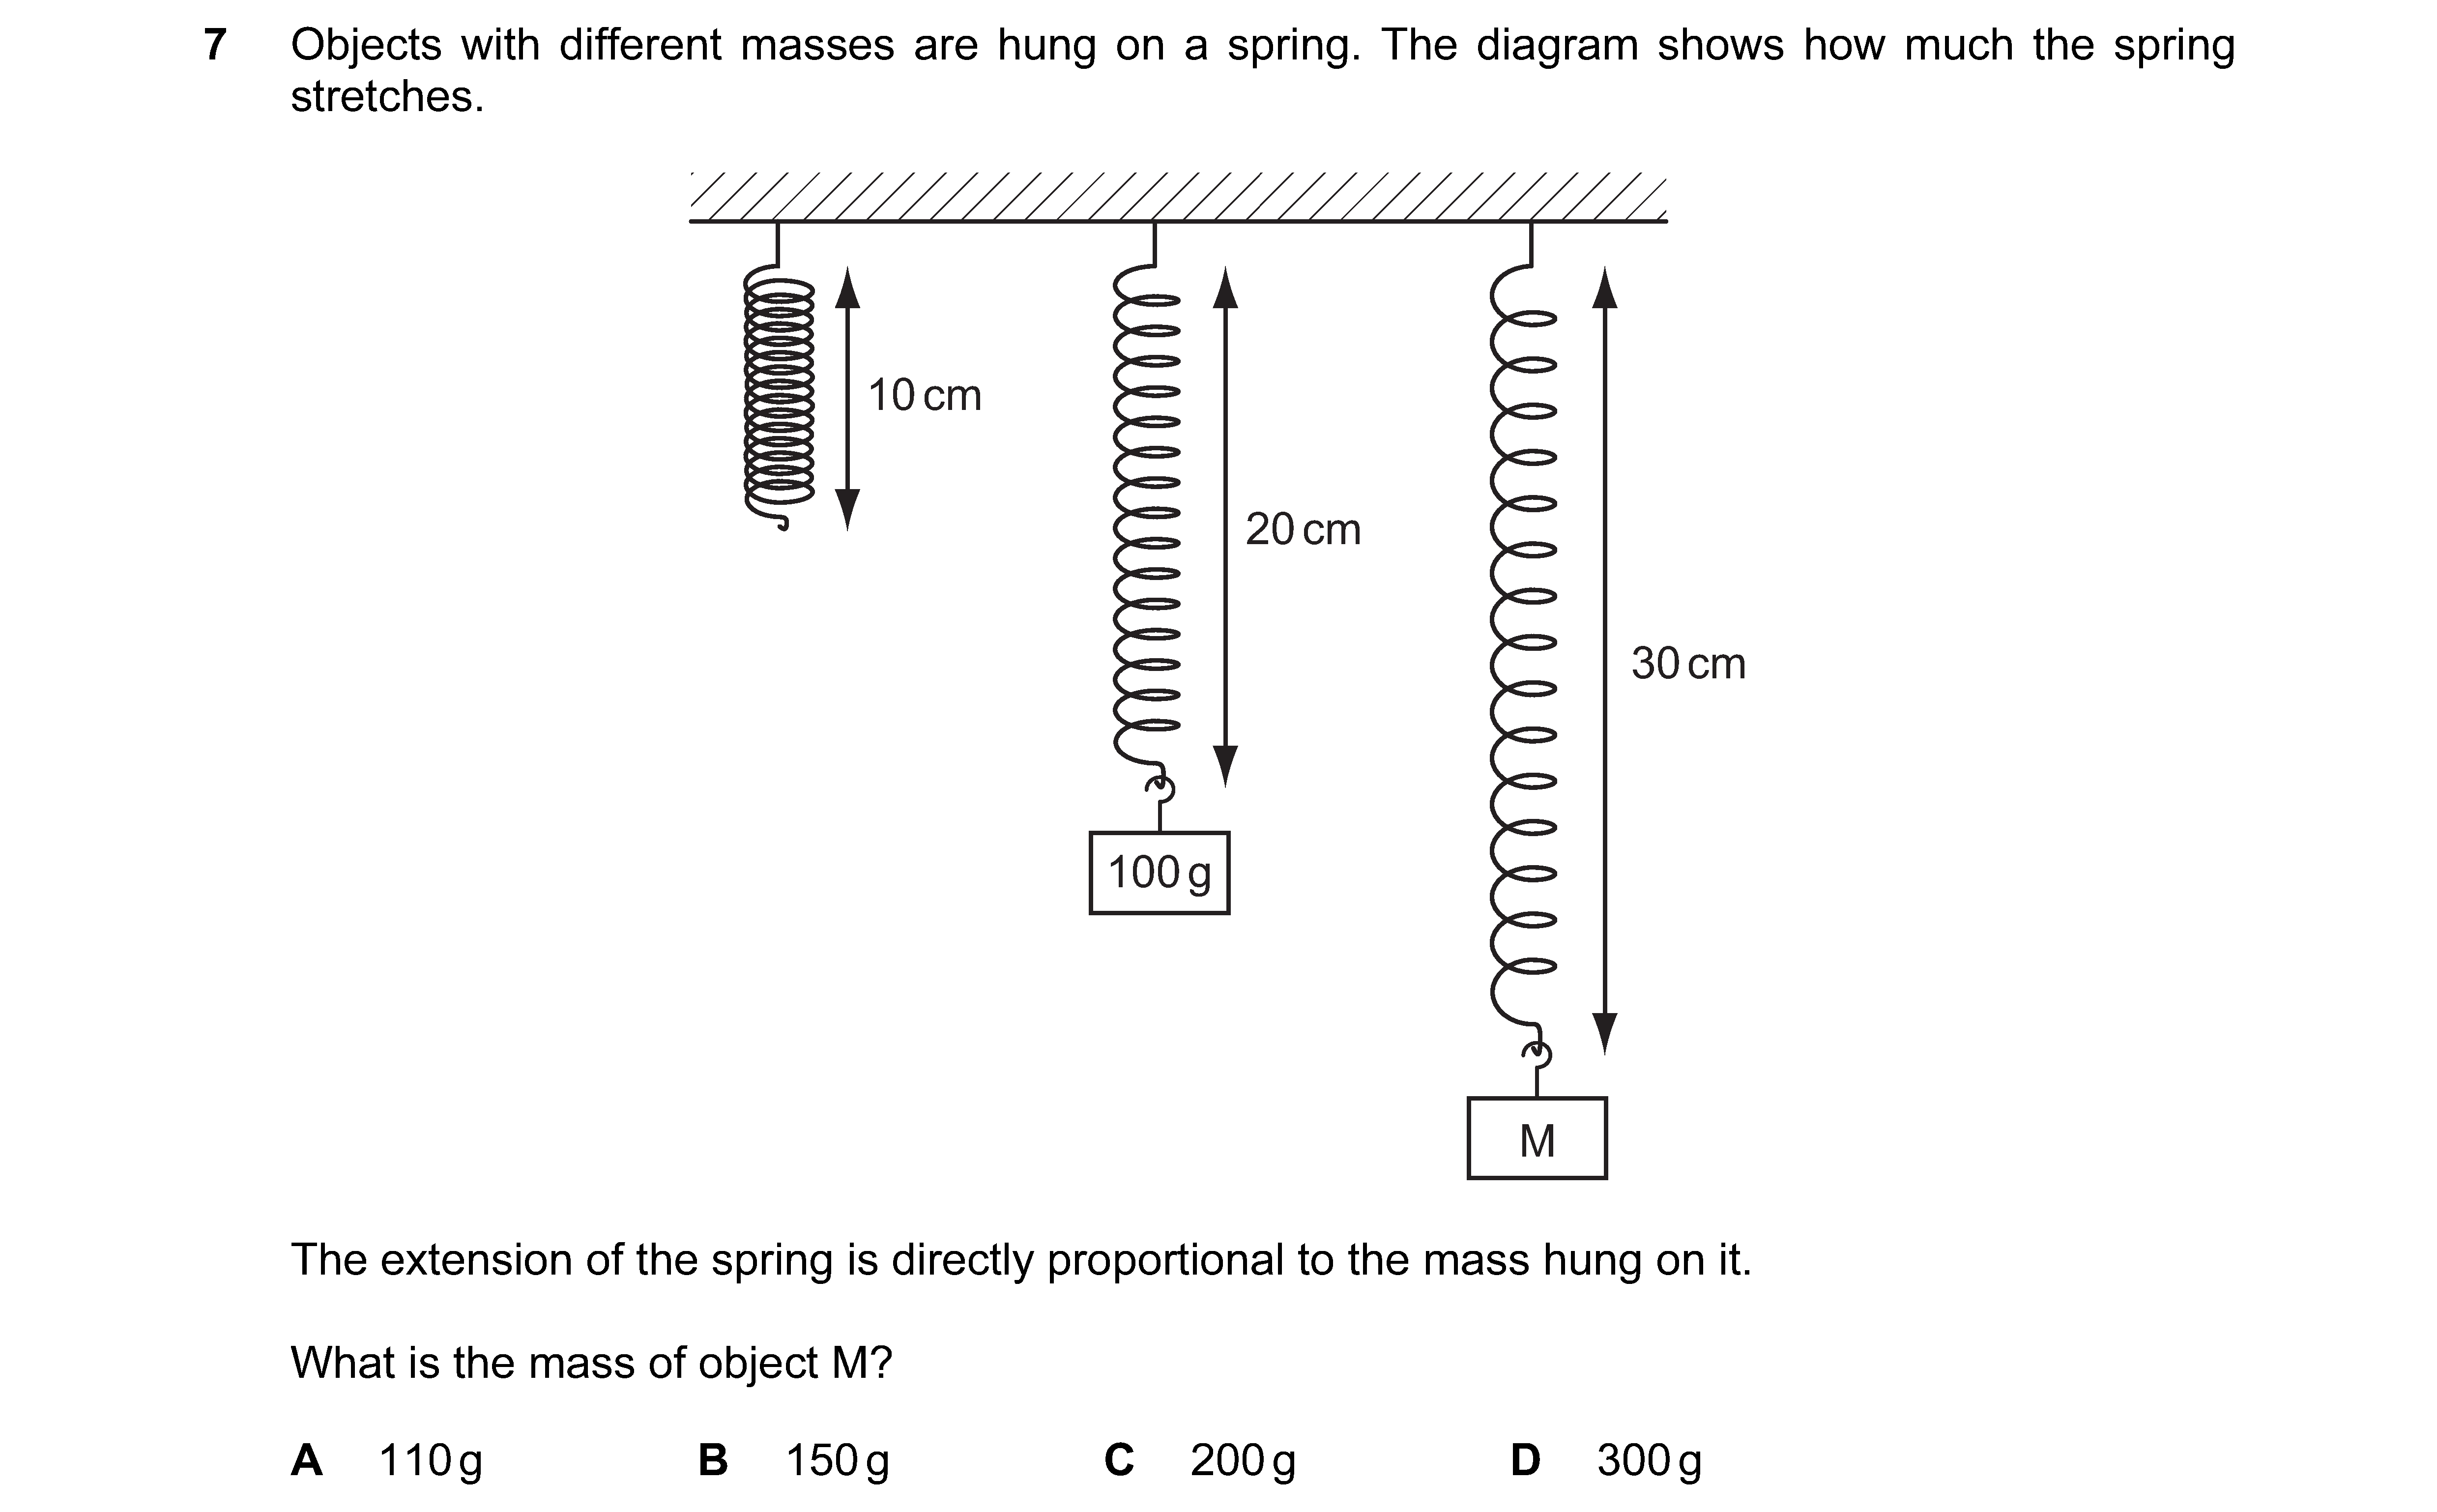 7 Objects with different masses are hung on a spring. The diagram shows how much the spring
stretches.
10 cm
20 cm
30 cm
100 g
M
The extension of the spring is directly proportional to the mass hung on it.
What is the mass of object M?
A 110 g B 150 g C 200 g D 300 g